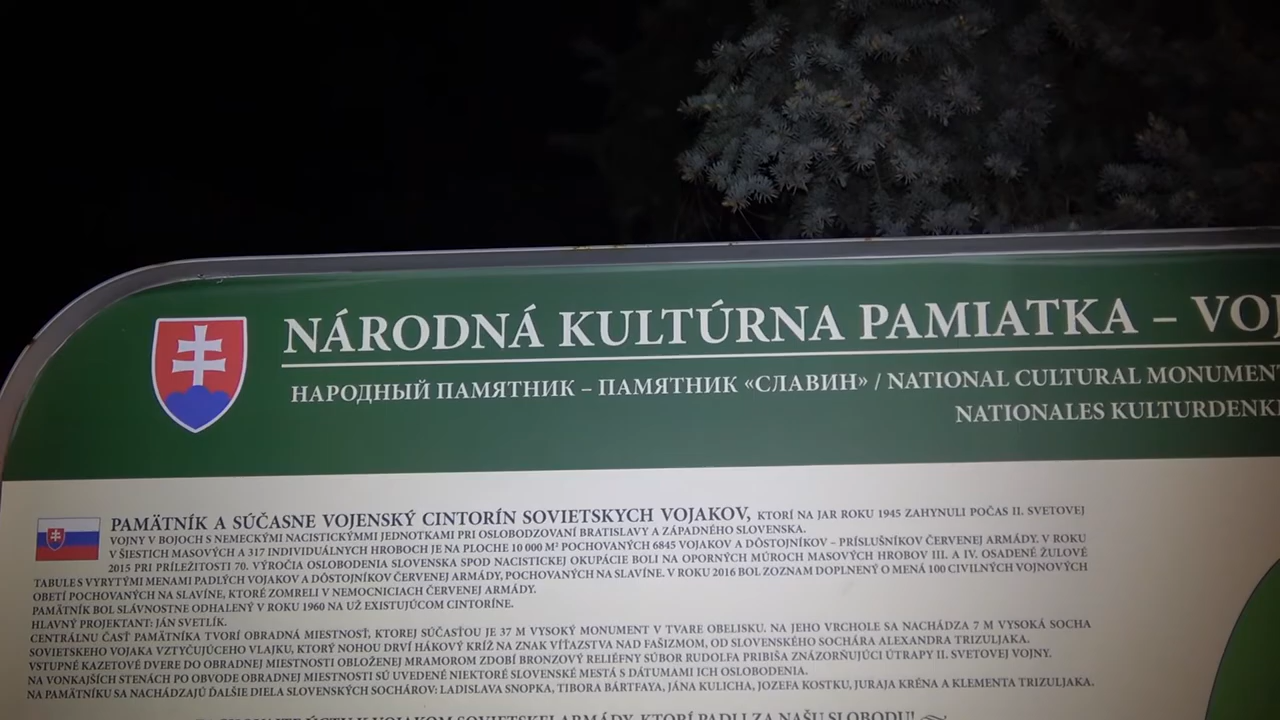 NÁRODNÁ KULTÚRNA PAMIATKA – VOJ
НАРОДНЫЙ ПАМЯТНИК – ПАМЯТНИК «СЛАВИН» / NATIONAL CULTURAL MONUMENT
NATIONALES KULTURDENK
PAMÄTNÍK A SÚČASNE VOJENSKÝ CINTORÍN SOVIETSKYCH VOJAKOV, KTORÍ NA JAR ROKU 1945 ZAHYNULI POČAS II. SVETOVEJ
VOJNY V BOJOCH S NEMECKÝMI NACISTICKÝMMI JEDNOTKAMI PRI OSLOBODZOVANÍ BRATISLAVY A ZÁPADNÉHO SLOVENSKA.
V ŠIESTICH MASOVÝCH A 317 INDIVIDUÁLNYCH HROBOCH JE NA PLOCHE 10 000 M² POCHOVANÝCH 6845 VOJAKOV A DÔSTOJNÍKOV – PRÍSLUŠNÍKOV ČERVENEJ ARMÁDY. V ROKU
2015 PRI PRÍLEŽITOSTI 70. VÝROČIA OSLOBODENIA SLOVENSKA SPOD NACISTICKEJ OKUPÁCIE BOLI NA OPORNÝCH MÚROCH MASOVÝCH HROBOV III. A IV. OSADENÉ ŽULOVÉ
TABULE S VYRYTÝMI MENAMI PADLÝCH VOJAKOV A DÔSTOJNÍKOV ČERVENEJ ARMÁDY, POCHOVANÝCH NA SLAVÍNE. V ROKU 2016 BOL ZOZNAM DOPLNENÝ O MENÁ 100 CIVILNÝCH VOJNOVÝCH
OBETÍ POCHOVANÝCH NA SLAVÍNE, KTORÉ ZOMRELI V NEMOCNICIACH ČERVENEJ ARMÁDY.
PAMÄTNÍK BOL SLÁVNOSTNE ODHALENÝ V ROKU 1960 NA UŽ EXISTUJÚCOM CINTORÍNE.
HLAVNÝ PROJEKTANT: JÁN SVETLÍK.
CENTRÁLNU ČASŤ PAMÄTNÍKA TVORÍ OBRADNÁ MIESTNOSŤ, KTOREJ SÚČASŤOU JE 37 M VYSOKÝ MONUMENT V TVARE OBELISKU. NA JEHO VRCHOLE SA NACHÁDZA 7 M VYSOKÁ SOCHA
SOVIETSKEHO VOJAKA VZTYČUJÚCEHO VLAJKU, KTORÝ NOHOU DRVÍ HÁKOVÝ KRÍŽ NA ZNAK VÍŤAZSTVA NAD FAŠIZMOM, OD SLOVENSKÉHO SOCHÁRA ALEXANDRA TRIZULJAKA.
VSTUPNÉ KAZETOVÉ DVERE DO OBRADNEJ MIESTNOSTI OBLOŽENEJ MRAMOROM ZDOBÍ BRONZOVÝ RELIÉFNY SÚBOR RUDOLFA PRIBIŠA ZNÁZORŇUJÚCI ÚTRAPY II. SVETOVEJ VOJNY.
NA VONKAJŠÍCH STENÁCH PO OBVODE OBRADNEJ MIESTNOSTI SÚ UVEDENÉ NIEKTORÉ SLOVENSKÉ MESTÁ S DÁTUMAMI ICH OSLOBODENIA.
NA PAMÄTNÍKU SA NACHÁDZAJÚ ĎALŠIE DIELA SLOVENSKÝCH SOCHÁROV: LADISLAVA SNOPKA, TIBORA BÁRTFAYA, JÁNA KULICHA, JOZEFA KOSTKU, JURAJA KRÉNA A KLEMENTA TRIZULJAKA.
K VOJAKOM SOVIETSKEJ ARMÁDY, KTORÍ PADLI ZA NAŠU SLOBODU!